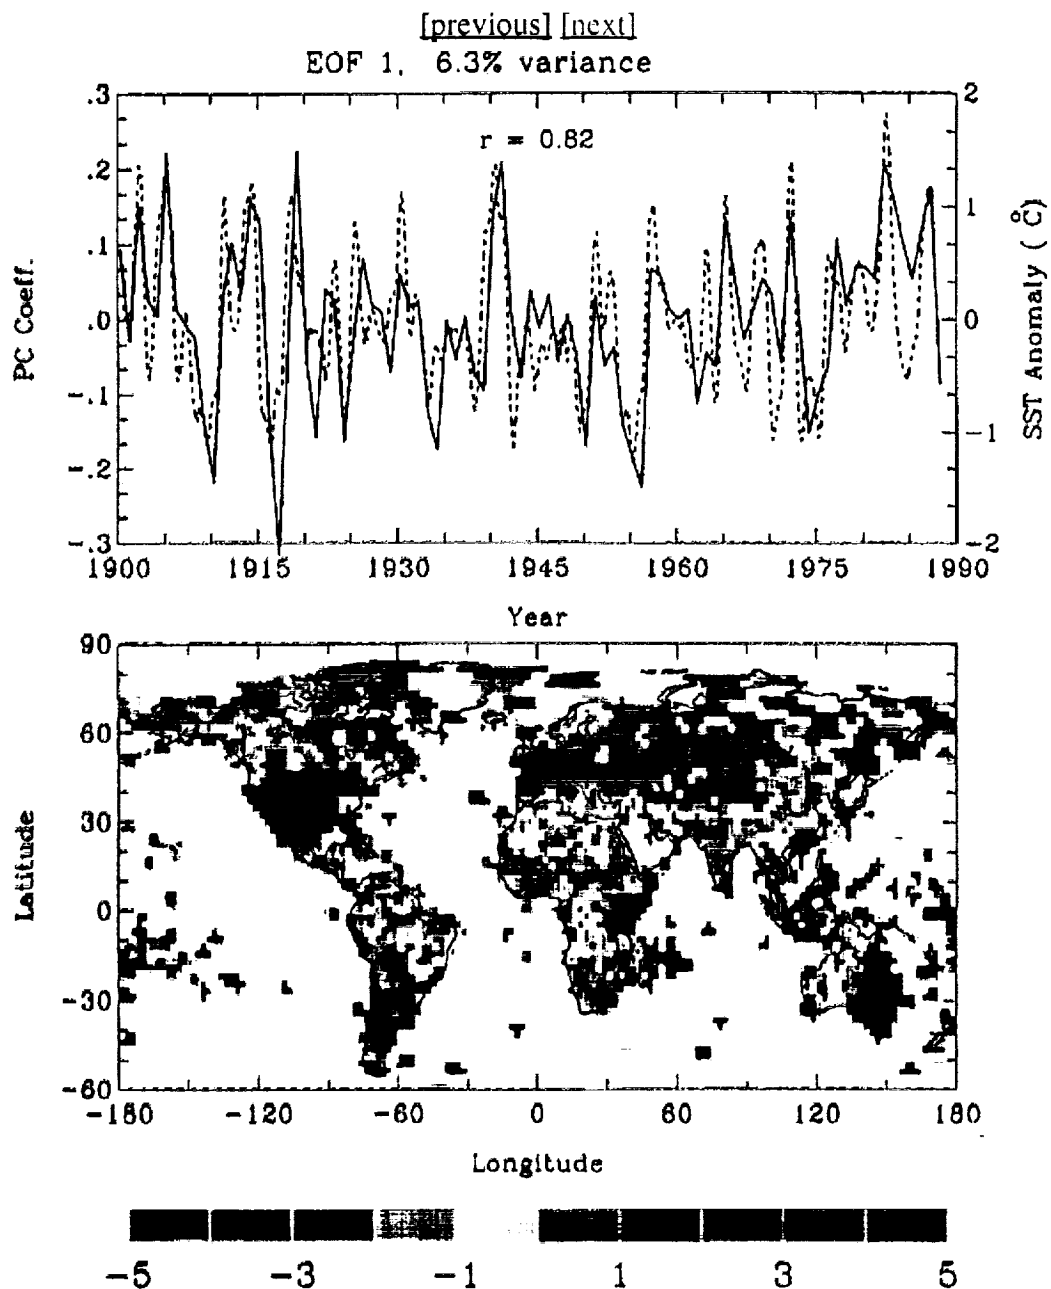 [previous] [next]
EOF 1, 6.3% variance
.3
2
r = 0.82
.2
1
.1
PC Coeff.
.0
0
SST Anomaly (°C)
-.1
-1
-.2
-.3
-2
1900 1915 1930 1945 1960 1975 1990
Year
90
60
30
Latitude
0
-30
-60
-180 -120 -60 0 60 120 180
Longitude
-5 -3 -1 1 3 5